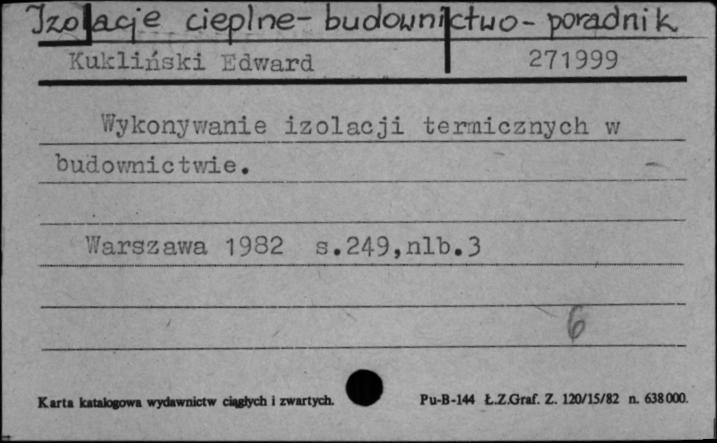 Izolacje cieplne - budownictwo - poradnik
Kukliński Edward 271999
Wykonywanie izolacji termicznych w
budownictwie.
Warszawa 1982 s.249,nlb.3
6
Karta katalogowa wydawnictw ciągłych i zwartych. Pu-B-144 Ł.Z.Graf. Z. 120/15/82 n. 638000.